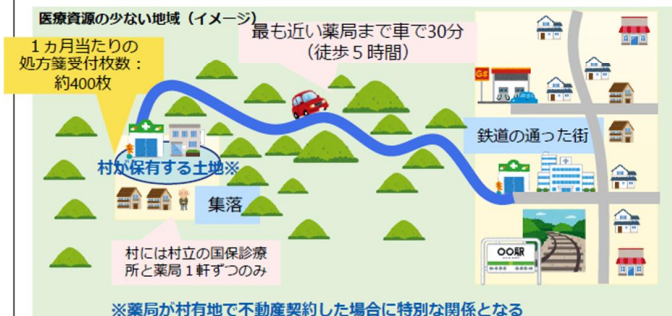 医療資源の少ない地域（イメージ）
１ヵ月当たりの
処方箋受付枚数：
約400枚
最も近い薬局まで車で30分
（徒歩５時間）
鉄道の通った街
村が保有する土地※
集落
村には村立の国保診療
所と薬局１軒ずつのみ
GS
〇〇駅
※薬局が村有地で不動産契約した場合に特別な関係となる